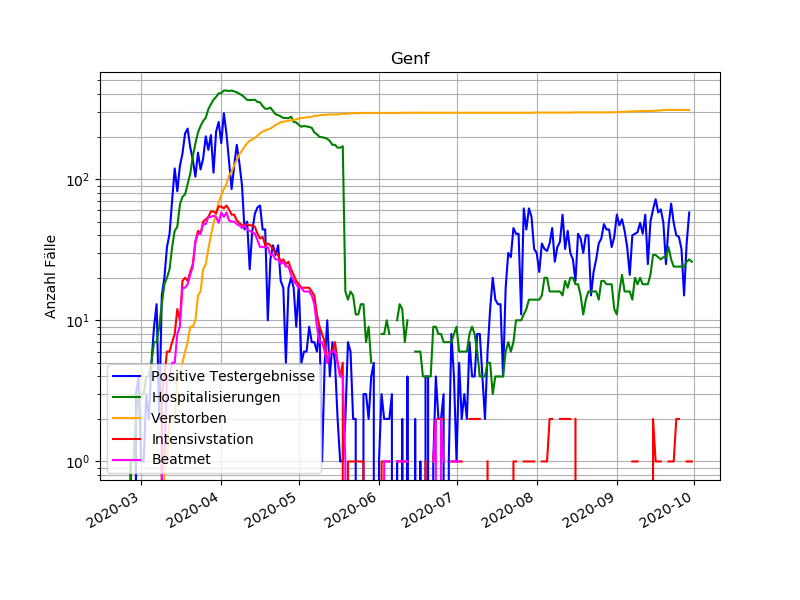 Genf
Anzahl Fälle
10²
10¹
10⁰
Positive Testergebnisse
Hospitalisierungen
Verstorben
Intensivstation
Beatmet
2020-03
2020-04
2020-05
2020-06
2020-07
2020-08
2020-09
2020-10